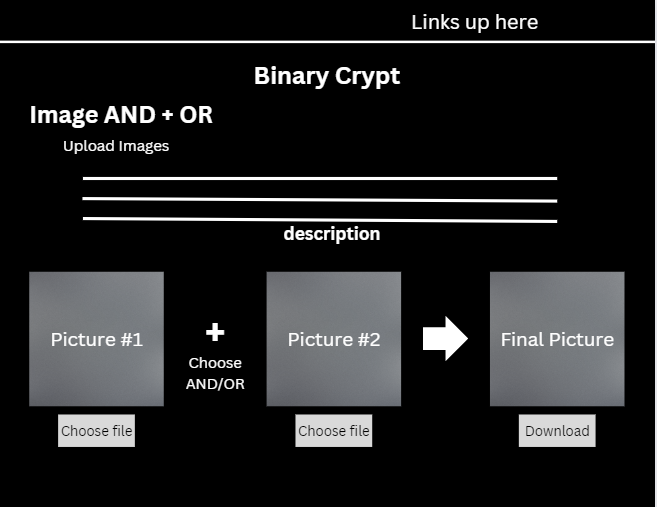 Links up here
Binary Crypt
Image AND + OR
Upload Images
description
Picture #1
+
Choose
AND/OR
Picture #2
Final Picture
Choose file
Choose file
Download